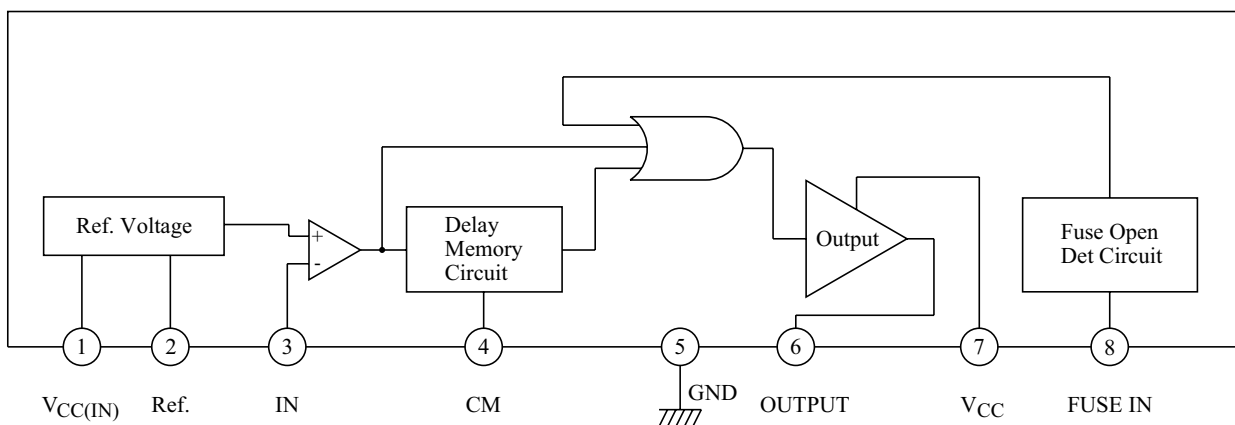 Ref. Voltage
+
-
Delay
Memory
Circuit
Output
Fuse Open
Det Circuit
1
2
3
4
5
6
7
8
VCC(IN)
Ref.
IN
CM
GND
OUTPUT
VCC
FUSE IN